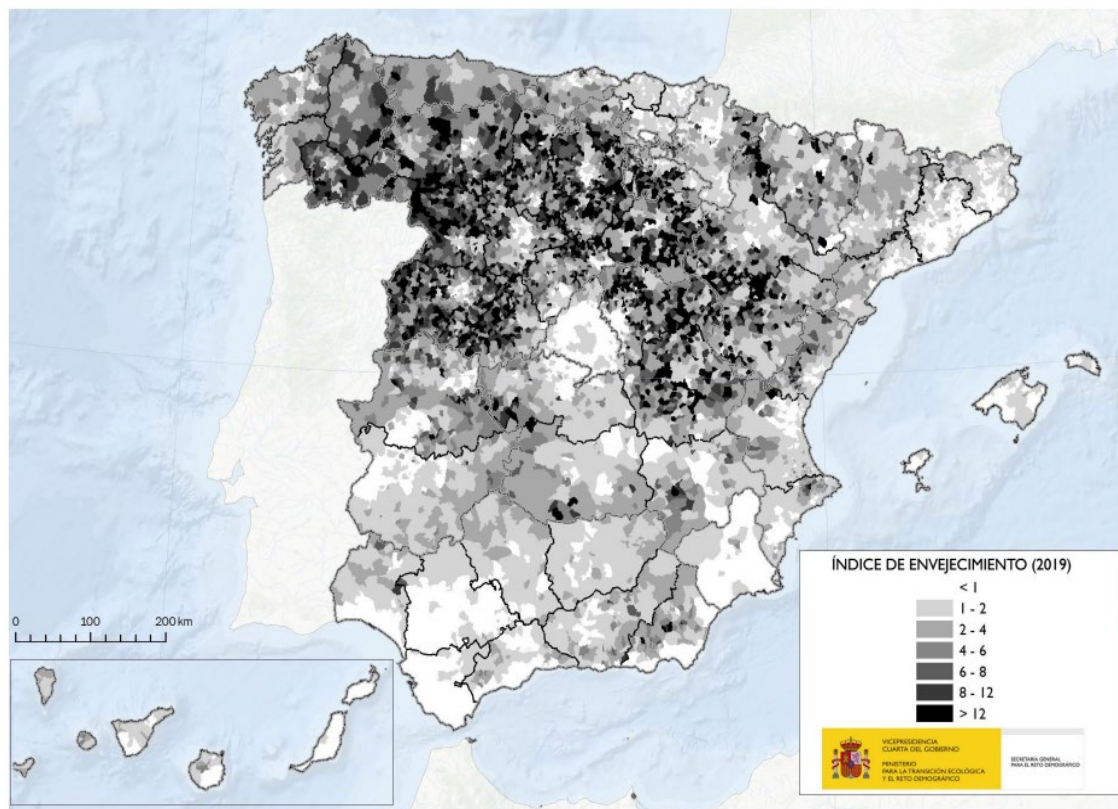 ÍNDICE DE ENVEJECIMIENTO (2019)
< 1
1 - 2
2 - 4
4 - 6
6 - 8
8 - 12
> 12
0 100 200 km
VICEPRESIDENCIA
CUARTA DEL GOBIERNO
MINISTERIO
PARA LA TRANSICIÓN ECOLÓGICA
Y EL RETO DEMOGRÁFICO
SECRETARÍA GENERAL
PARA EL RETO DEMOGRÁFICO